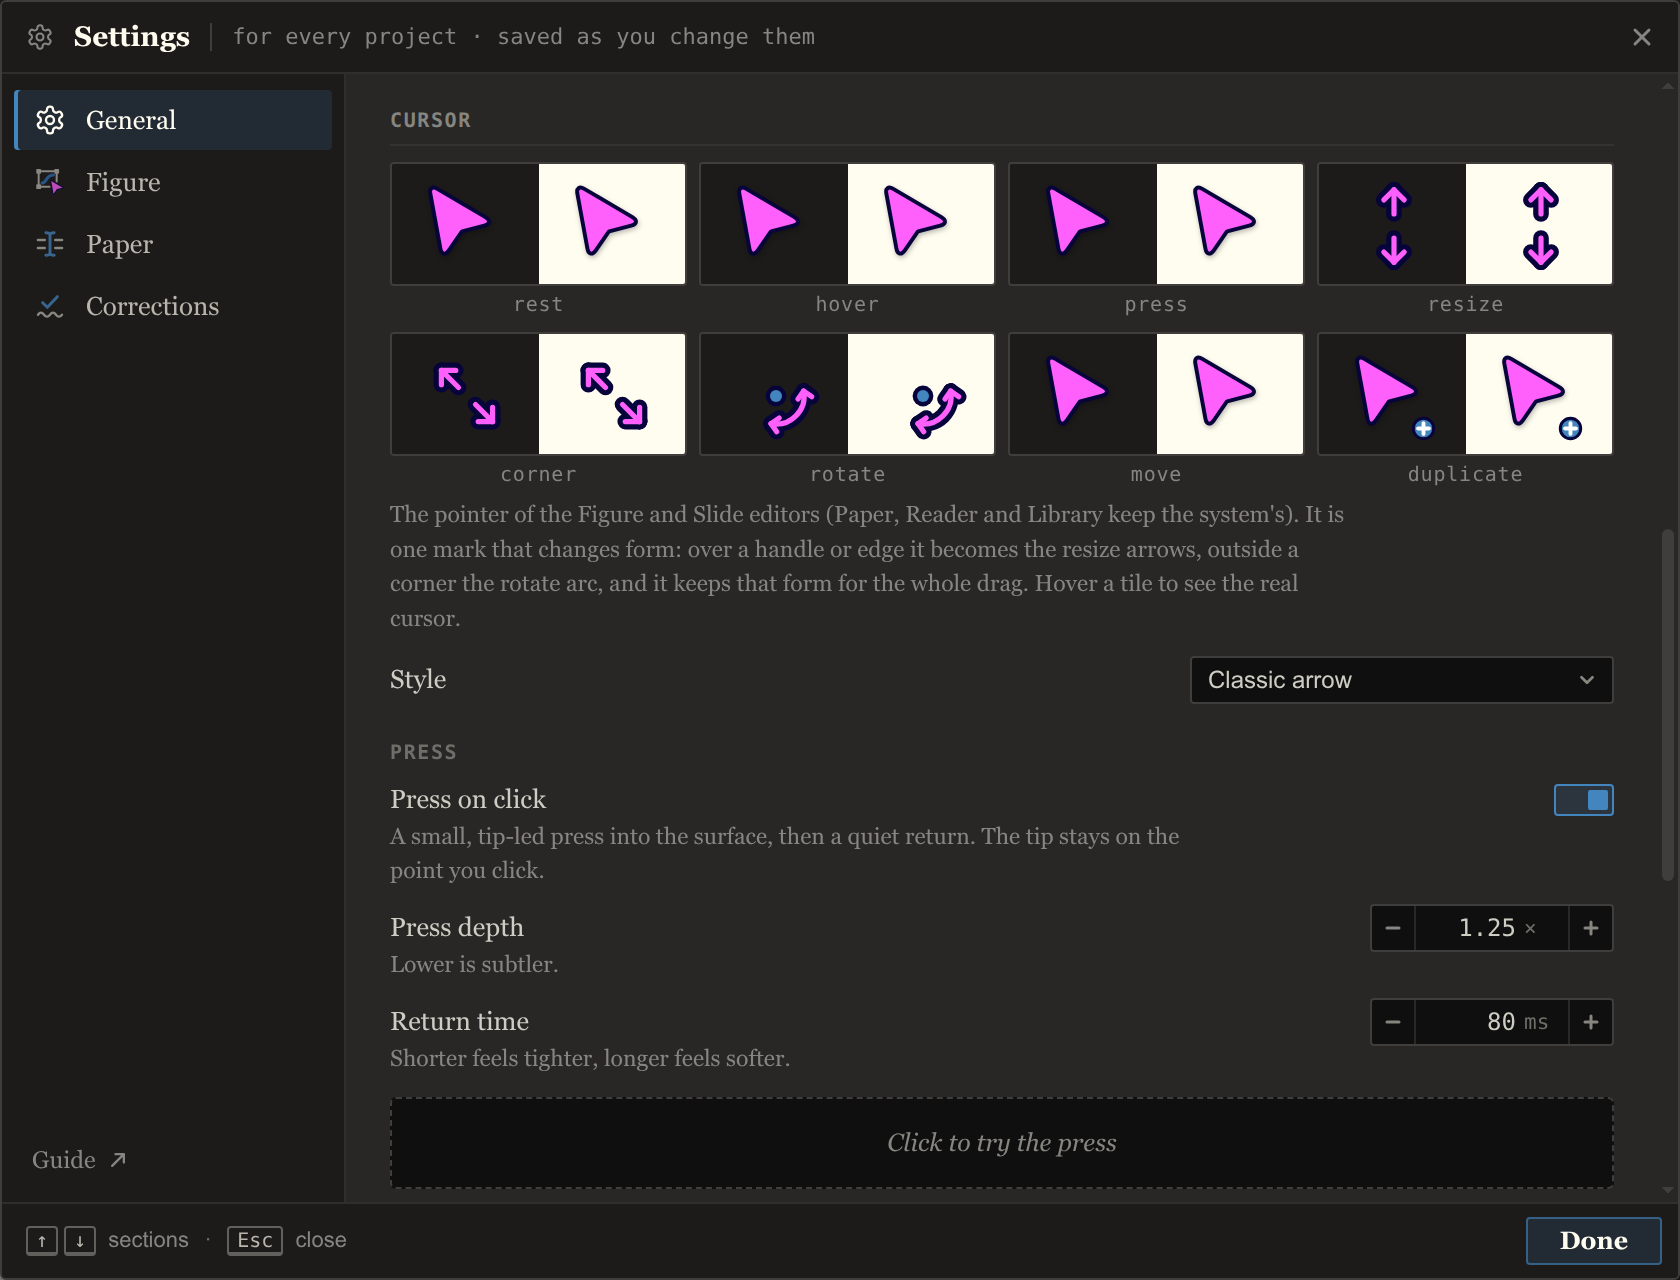 Settings
for every project · saved as you change them
General
Figure
Paper
Corrections
CURSOR
rest
hover
press
resize
corner
rotate
move
duplicate
The pointer of the Figure and Slide editors (Paper, Reader and Library keep the system's). It is
one mark that changes form: over a handle or edge it becomes the resize arrows, outside a
corner the rotate arc, and it keeps that form for the whole drag. Hover a tile to see the real
cursor.
Style
Classic arrow
PRESS
Press on click
A small, tip-led press into the surface, then a quiet return. The tip stays on the
point you click.
Press depth
− 1.25 × +
Lower is subtler.
Return time
− 80 ms +
Shorter feels tighter, longer feels softer.
Click to try the press
Guide ↗
↑ ↓ sections · Esc close
Done